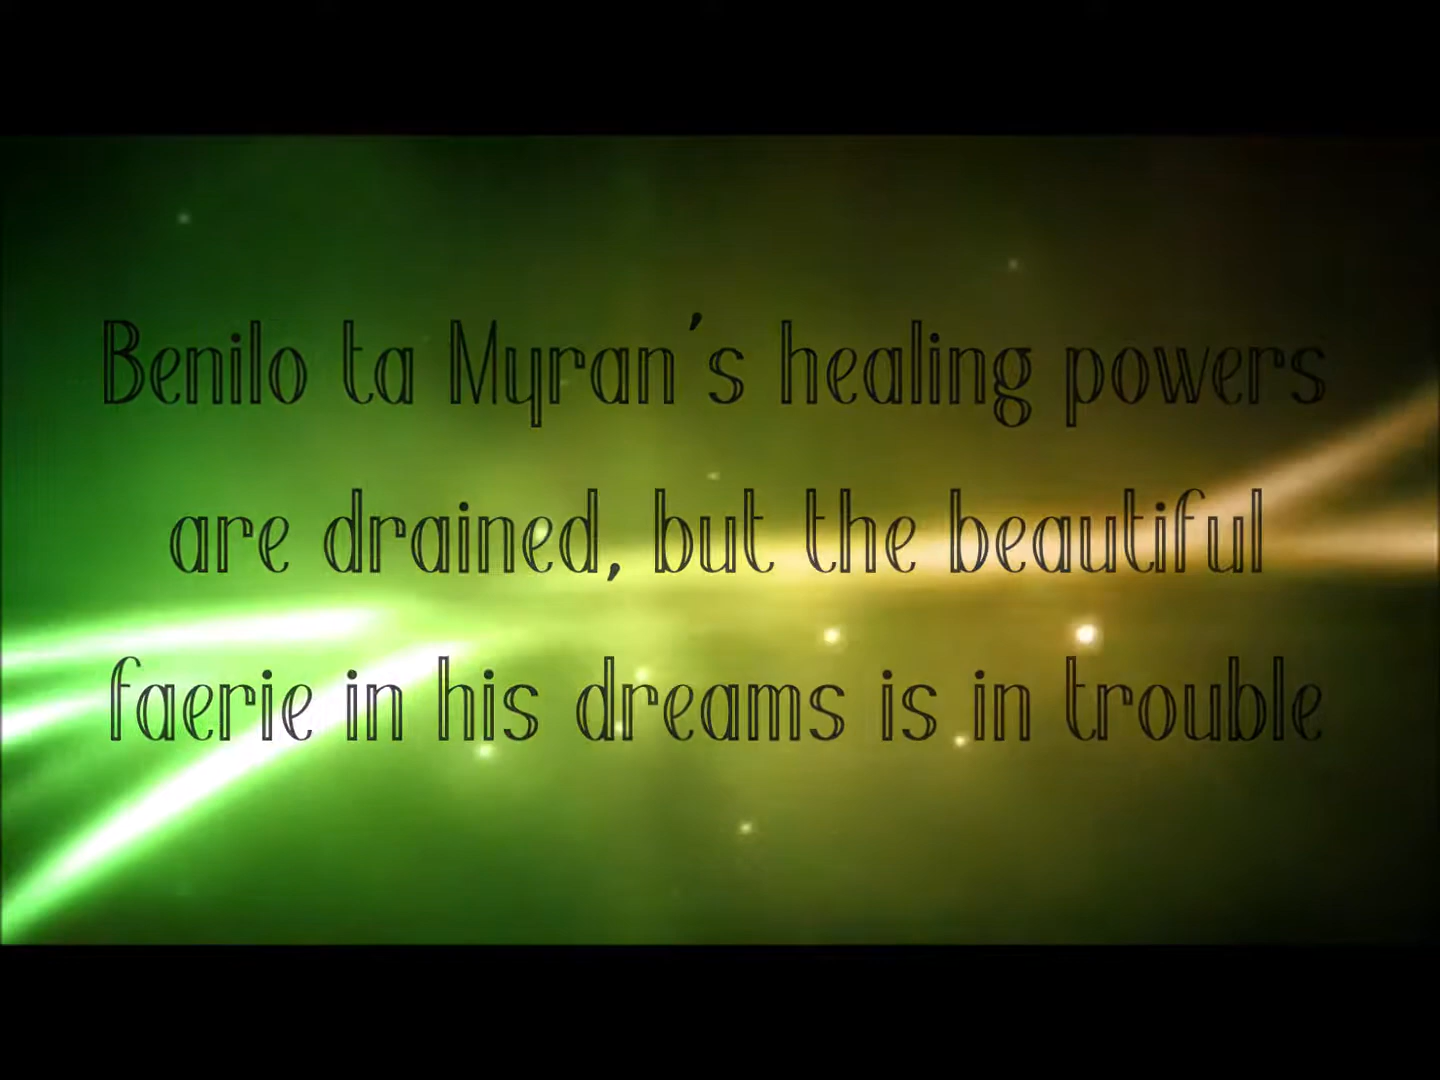 Benilo ta Myran's healing powers
are drained, but the beautiful
faerie in his dreams is in trouble